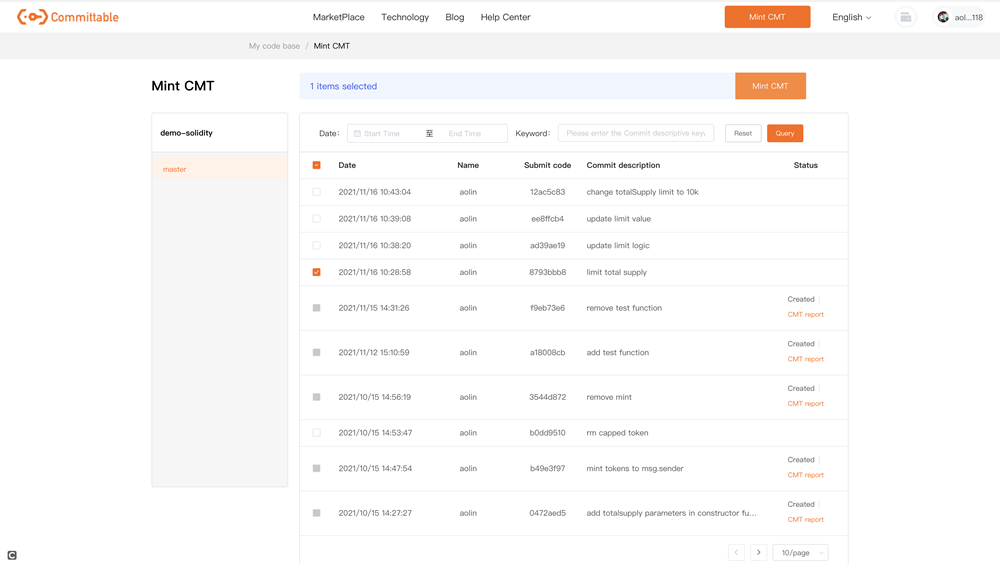 Committable
MarketPlace Technology Blog Help Center Mint CMT English aol...118
My code base / Mint CMT
Mint CMT
1 items selected Mint CMT
demo-solidity
master
Date: Start Time 至 End Time Keyword: Please enter the Commit descriptive key Reset Query
Date Name Submit code Commit description Status
2021/11/16 10:43:04 aolin 12ac5c83 change totalSupply limit to 10k
2021/11/16 10:39:08 aolin ee8ffcb4 update limit value
2021/11/16 10:38:20 aolin ad39ae19 update limit logic
2021/11/16 10:28:58 aolin 8793bbb8 limit total supply
2021/11/15 14:31:26 aolin f9eb73e6 remove test function Created
CMT report
2021/11/12 15:10:59 aolin a18008cb add test function Created
CMT report
2021/10/15 14:56:19 aolin 3544d872 remove mint Created
CMT report
2021/10/15 14:53:47 aolin b0dd9510 rm capped token
2021/10/15 14:47:54 aolin b49e3f97 mint tokens to msg.sender Created
CMT report
2021/10/15 14:27:27 aolin 0472aed5 add totalsupply parameters in constructor fu... Created
CMT report
10/page